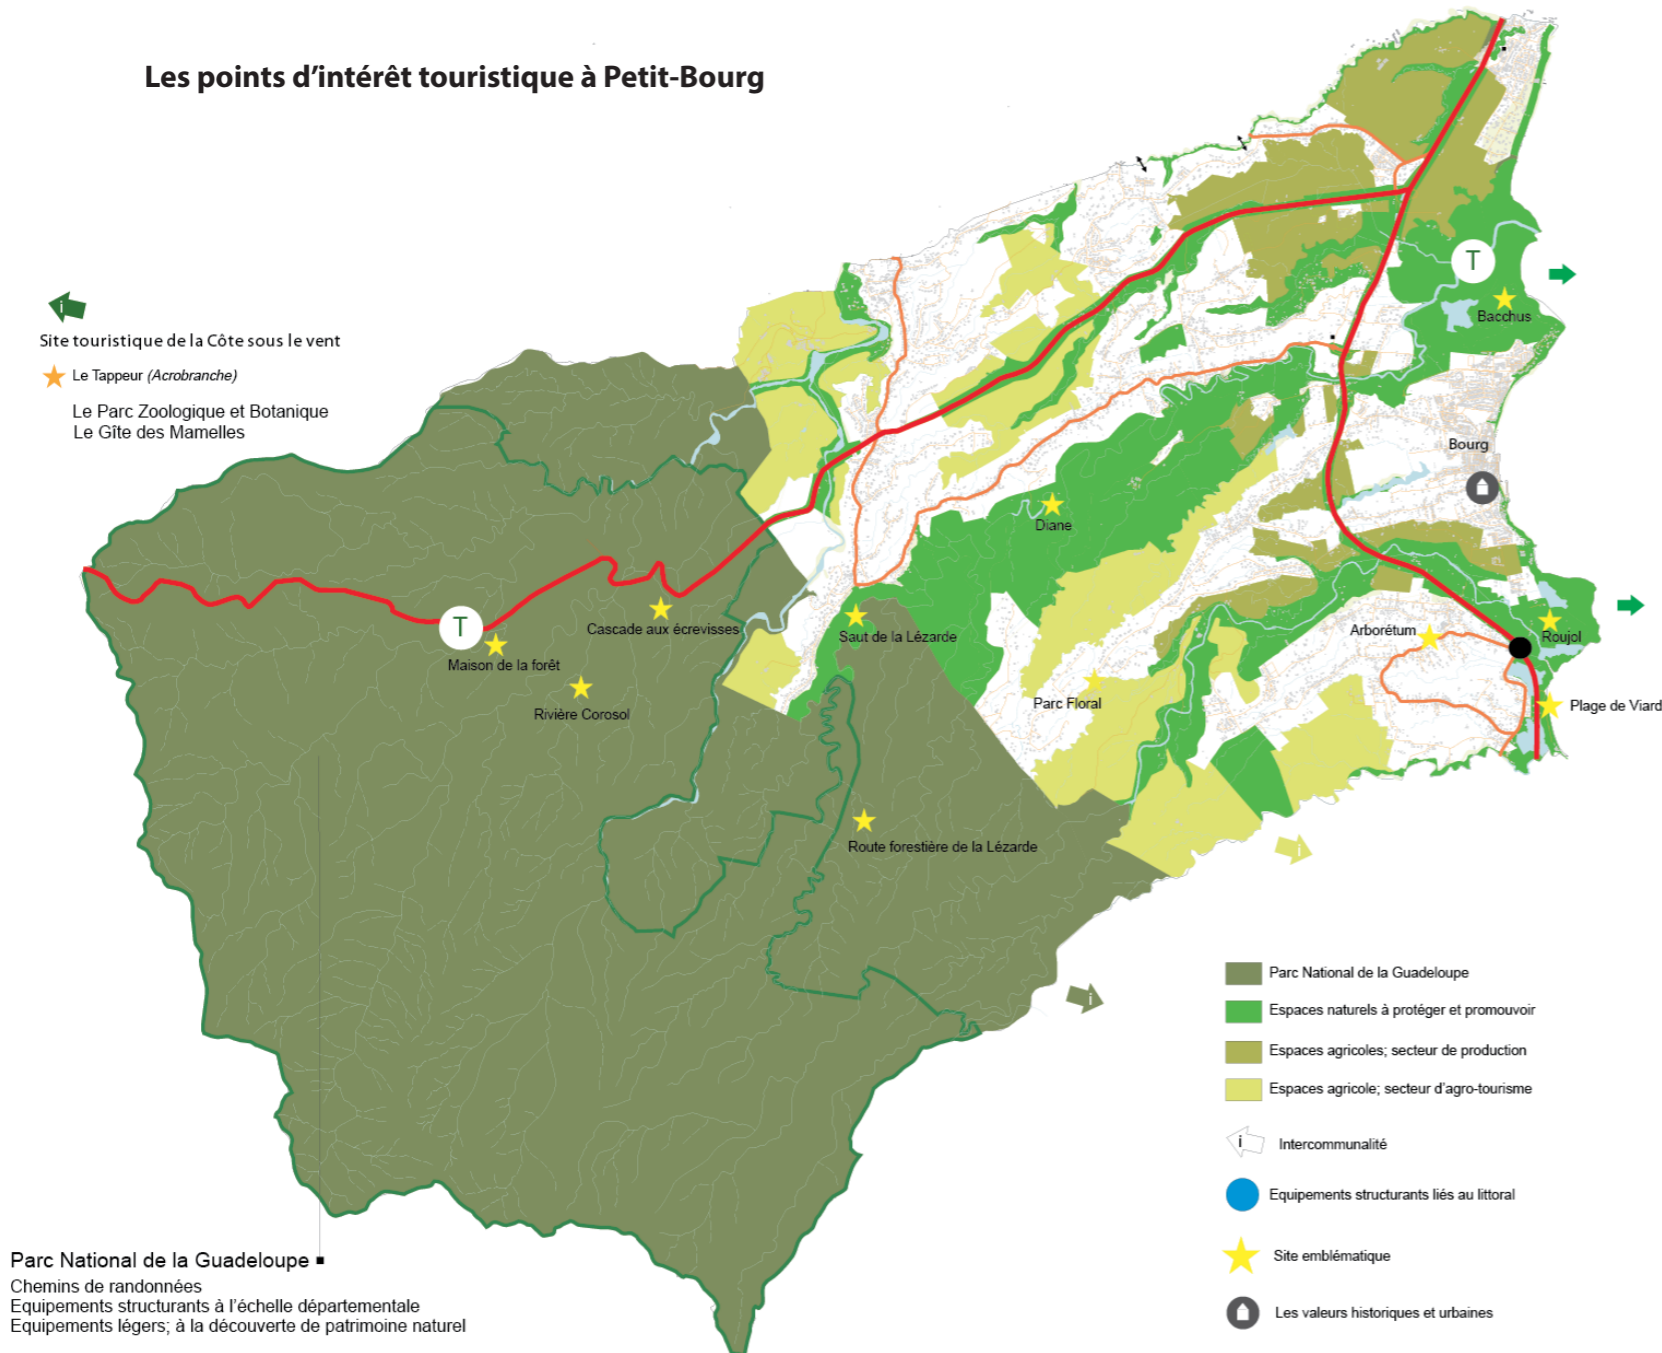 Les points d'intérêt touristique à Petit-Bourg
T
Bacchus
i
Site touristique de la Côte sous le vent
Le Tappeur (Acrobranche)
Le Parc Zoologique et Botanique
Le Gîte des Mamelles
Bourg
Diane
T
Cascade aux écrevisses
Saut de la Lézarde
Arborétum
Roujol
Maison de la forêt
Parc Floral
Plage de Viard
Rivière Corosol
Route forestière de la Lézarde
i
i
Parc National de la Guadeloupe
Espaces naturels à protéger et promouvoir
Espaces agricoles; secteur de production
Espaces agricole; secteur d'agro-tourisme
i
Intercommunalité
Equipements structurants liés au littoral
Site emblématique
Les valeurs historiques et urbaines
Parc National de la Guadeloupe
Chemins de randonnées
Equipements structurants à l'échelle départementale
Equipements légers; à la découverte de patrimoine naturel